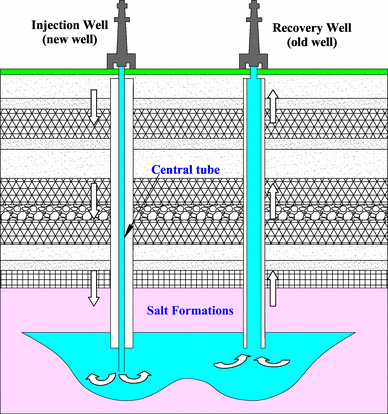 Injection Well
(new well)
Recovery Well
(old well)
Central tube
Salt Formations